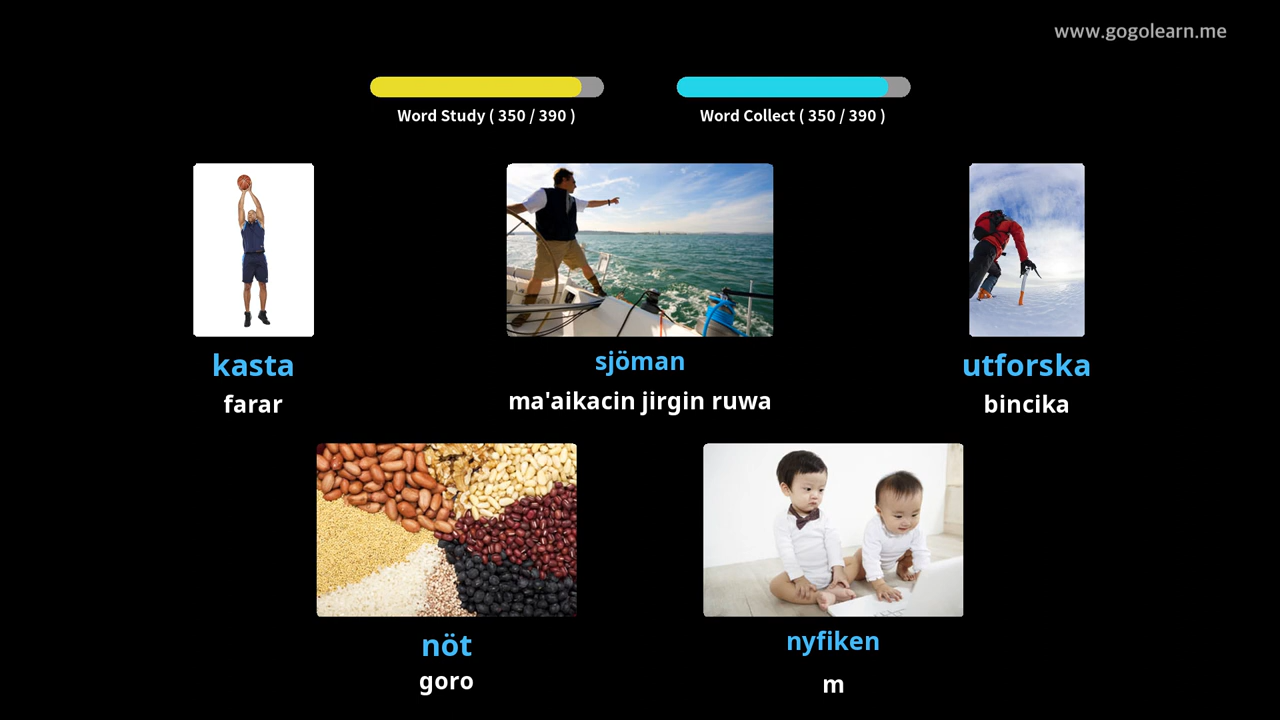 www.gogolearn.me
Word Study ( 350 / 390 )
Word Collect ( 350 / 390 )
kasta
farar
sjöman
ma'aikacin jirgin ruwa
utforska
bincika
nöt
goro
nyfiken
m